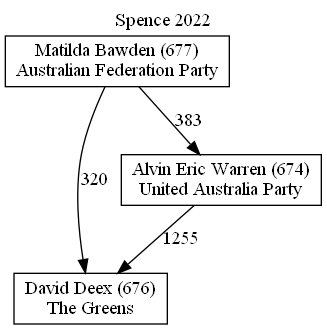 Spence 2022
Matilda Bawden (677)
Australian Federation Party
383
Alvin Eric Warren (674)
United Australia Party
320
1255
David Deex (676)
The Greens